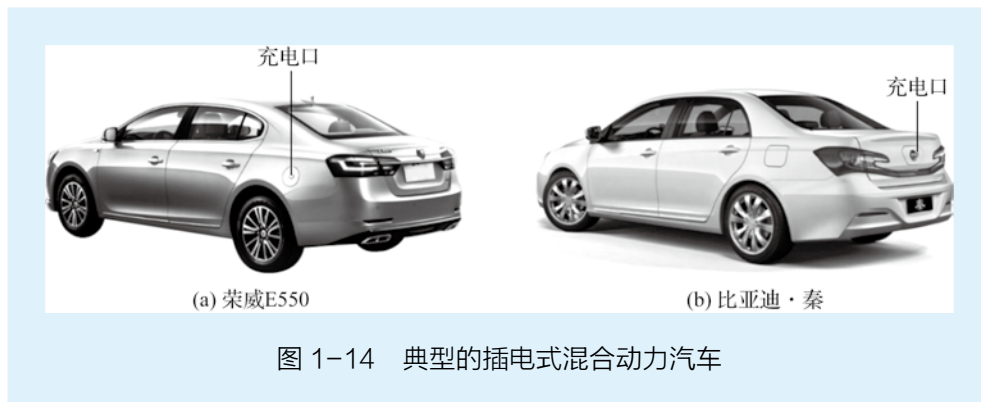 充电口
充电口
(a) 荣威E550
(b) 比亚迪·秦
秦
图 1-14 典型的插电式混合动力汽车